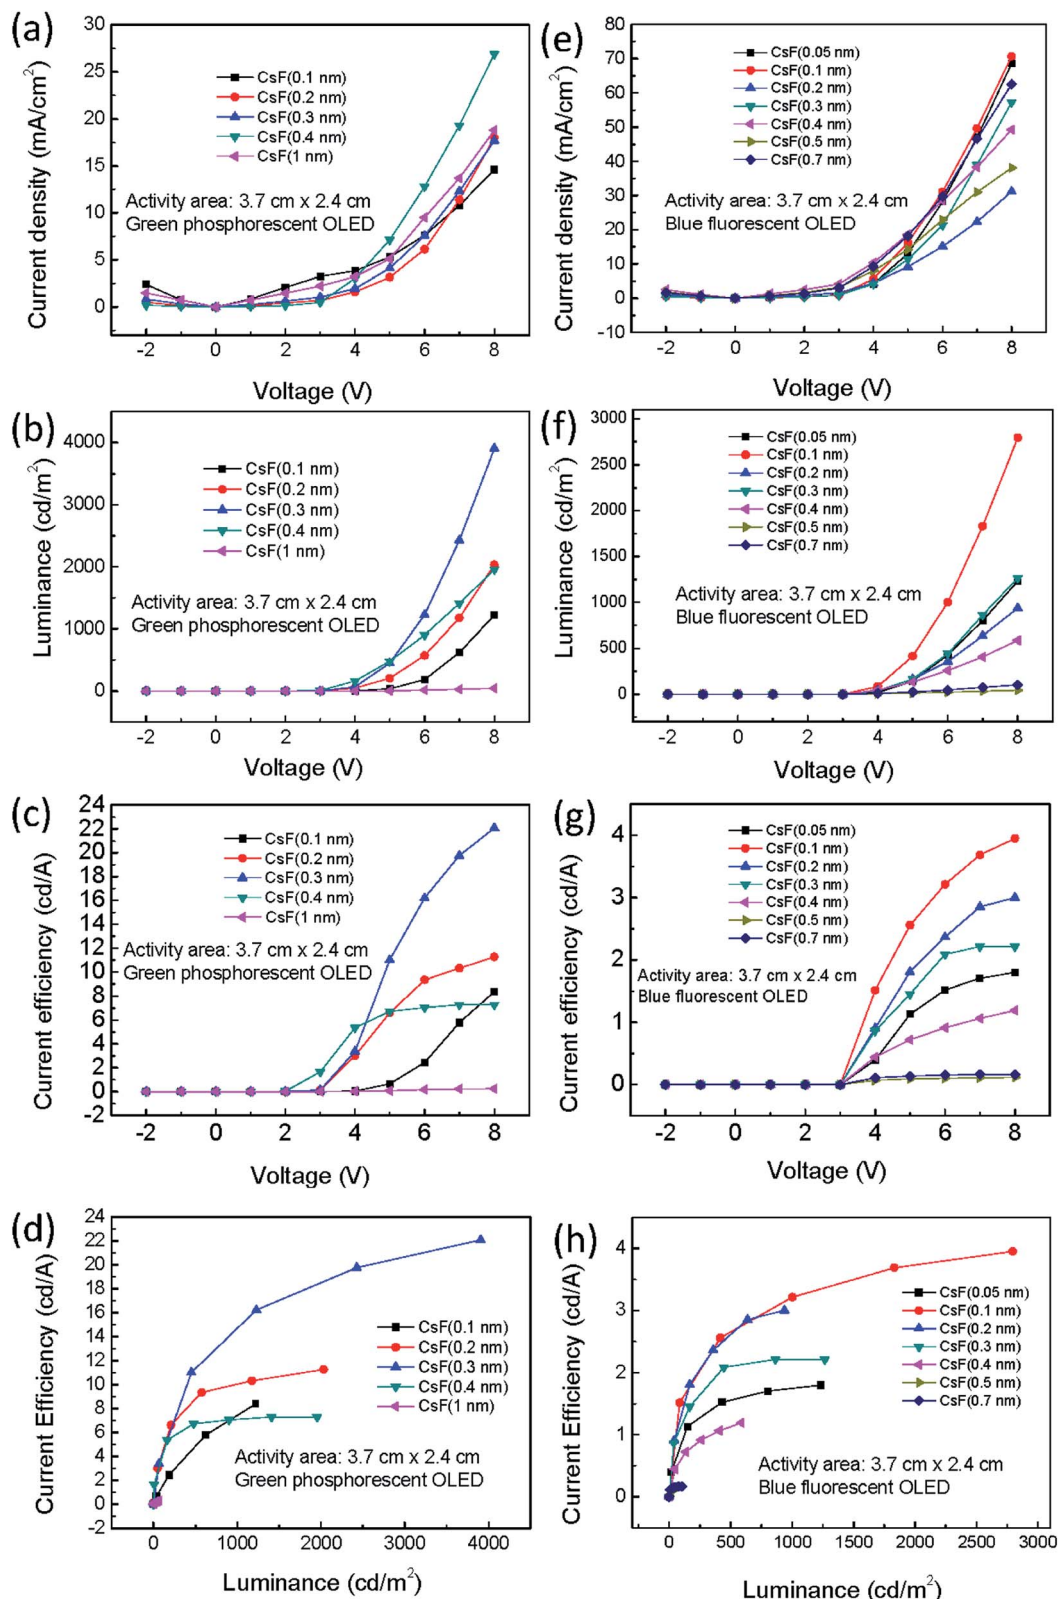 (a)
30
25
20
15
10
5
0
Current density (mA/cm²)
CsF(0.1 nm)
CsF(0.2 nm)
CsF(0.3 nm)
CsF(0.4 nm)
CsF(1 nm)
Activity area: 3.7 cm x 2.4 cm
Green phosphorescent OLED
-2 0 2 4 6 8
Voltage (V)
(e)
80
70
60
50
40
30
20
10
0
-10
Current density (mA/cm²)
CsF(0.05 nm)
CsF(0.1 nm)
CsF(0.2 nm)
CsF(0.3 nm)
CsF(0.4 nm)
CsF(0.5 nm)
CsF(0.7 nm)
Activity area: 3.7 cm x 2.4 cm
Blue fluorescent OLED
-2 0 2 4 6 8
Voltage (V)
(b)
4000
3000
2000
1000
0
Luminance (cd/m²)
CsF(0.1 nm)
CsF(0.2 nm)
CsF(0.3 nm)
CsF(0.4 nm)
CsF(1 nm)
Activity area: 3.7 cm x 2.4 cm
Green phosphorescent OLED
-2 0 2 4 6 8
Voltage (V)
(f)
3000
2500
2000
1500
1000
500
0
Luminance (cd/m²)
CsF(0.05 nm)
CsF(0.1 nm)
CsF(0.2 nm)
CsF(0.3 nm)
CsF(0.4 nm)
CsF(0.5 nm)
CsF(0.7 nm)
Activity area: 3.7 cm x 2.4 cm
Blue fluorescent OLED
-2 0 2 4 6 8
Voltage (V)
(c)
24
22
20
18
16
14
12
10
8
6
4
2
0
-2
Current efficiency (cd/A)
CsF(0.1 nm)
CsF(0.2 nm)
CsF(0.3 nm)
CsF(0.4 nm)
CsF(1 nm)
Activity area: 3.7 cm x 2.4 cm
Green phosphorescent OLED
-2 0 2 4 6 8
Voltage (V)
(g)
4
3
2
1
0
Current efficiency (cd/A)
CsF(0.05 nm)
CsF(0.1 nm)
CsF(0.2 nm)
CsF(0.3 nm)
CsF(0.4 nm)
CsF(0.5 nm)
CsF(0.7 nm)
Activity area: 3.7 cm x 2.4 cm
Blue fluorescent OLED
-2 0 2 4 6 8
Voltage (V)
(d)
24
22
20
18
16
14
12
10
8
6
4
2
0
-2
Current Efficiency (cd/A)
CsF(0.1 nm)
CsF(0.2 nm)
CsF(0.3 nm)
CsF(0.4 nm)
CsF(1 nm)
Activity area: 3.7 cm x 2.4 cm
Green phosphorescent OLED
0 1000 2000 3000 4000
Luminance (cd/m²)
(h)
4
3
2
1
0
Current Efficiency (cd/A)
CsF(0.05 nm)
CsF(0.1 nm)
CsF(0.2 nm)
CsF(0.3 nm)
CsF(0.4 nm)
CsF(0.5 nm)
CsF(0.7 nm)
Activity area: 3.7 cm x 2.4 cm
Blue fluorescent OLED
0 500 1000 1500 2000 2500 3000
Luminance (cd/m²)